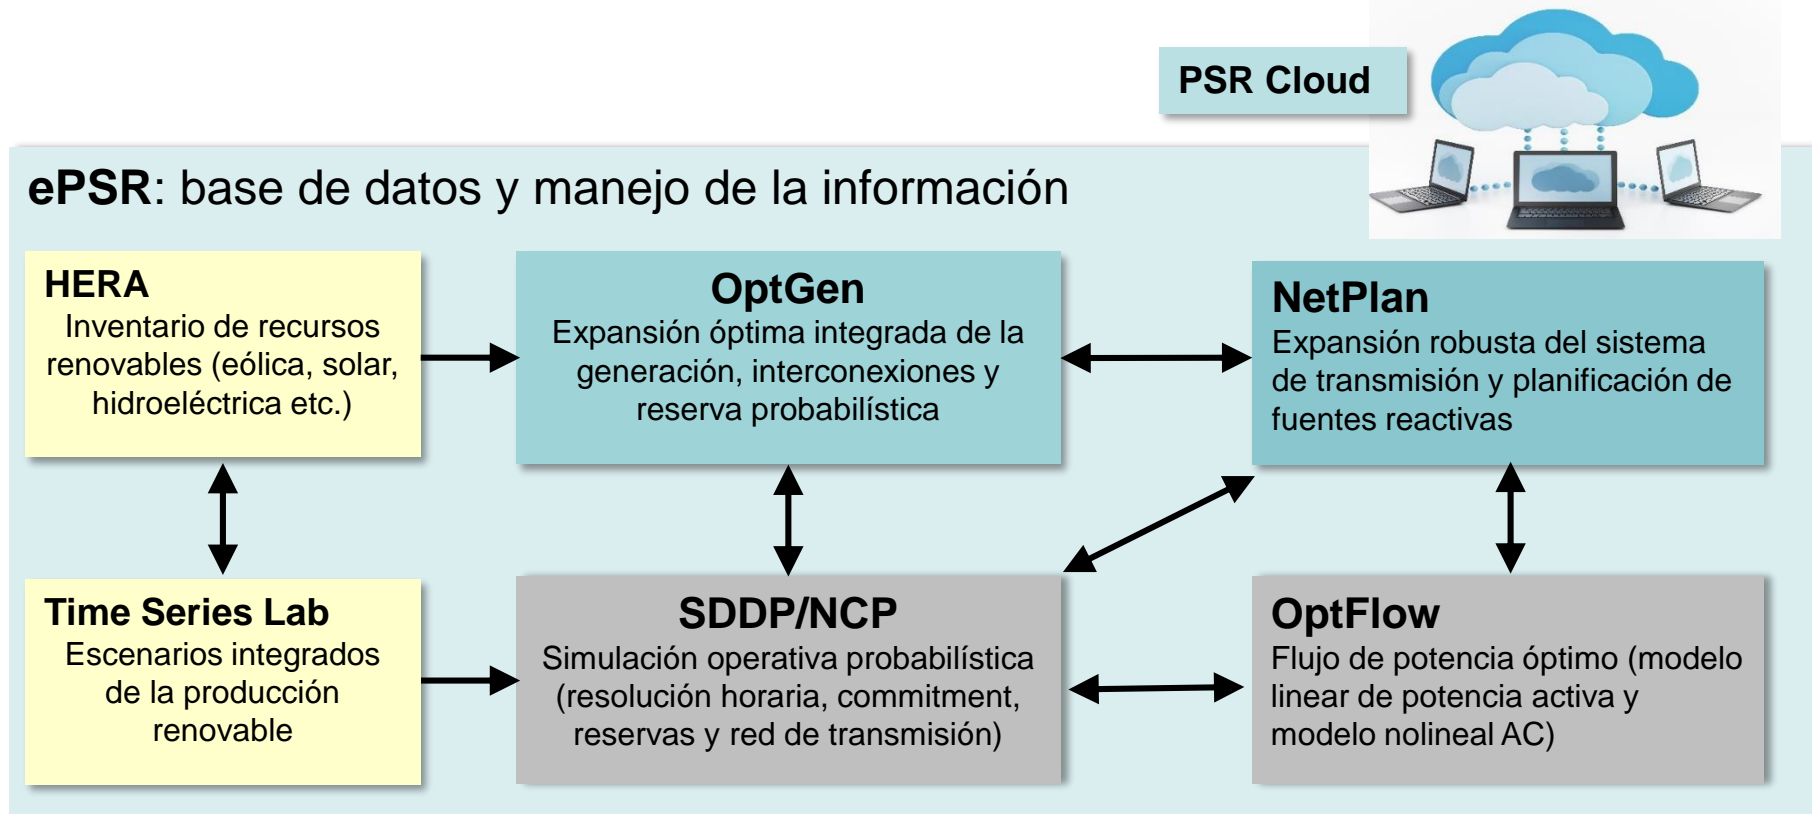 PSR Cloud
ePSR: base de datos y manejo de la información
HERA
Inventario de recursos
renovables (eólica, solar,
hidroeléctrica etc.)
OptGen
Expansión óptima integrada de la
generación, interconexiones y
reserva probabilística
NetPlan
Expansión robusta del sistema
de transmisión y planificación de
fuentes reactivas
Time Series Lab
Escenarios integrados
de la producción
renovable
SDDP/NCP
Simulación operativa probabilística
(resolución horaria, commitment,
reservas y red de transmisión)
OptFlow
Flujo de potencia óptimo (modelo
linear de potencia activa y
modelo nolineal AC)